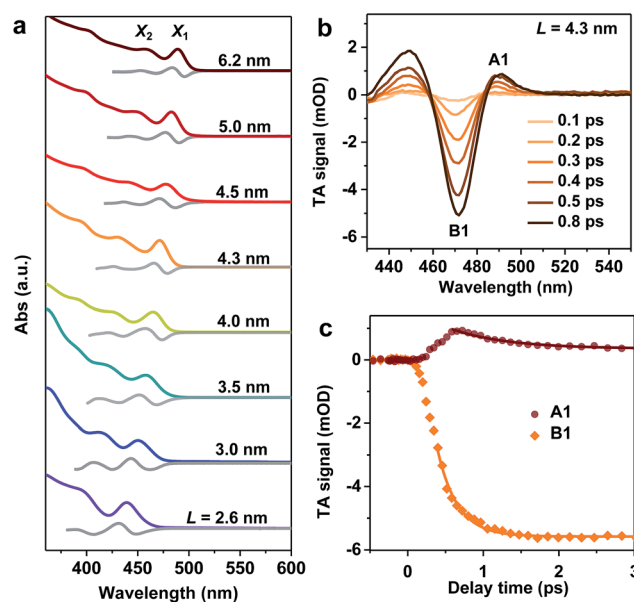 a
X2 X1
6.2 nm
5.0 nm
4.5 nm
4.3 nm
4.0 nm
3.5 nm
3.0 nm
L = 2.6 nm
Abs (a.u.)
400 450 500 550 600
Wavelength (nm)
b
L = 4.3 nm
A1
B1
0.1 ps
0.2 ps
0.3 ps
0.4 ps
0.5 ps
0.8 ps
TA signal (mOD)
2
0
-2
-4
-6
440 460 480 500 520 540
Wavelength (nm)
c
A1
B1
TA signal (mOD)
2
0
-2
-4
-6
0 1 2 3
Delay time (ps)